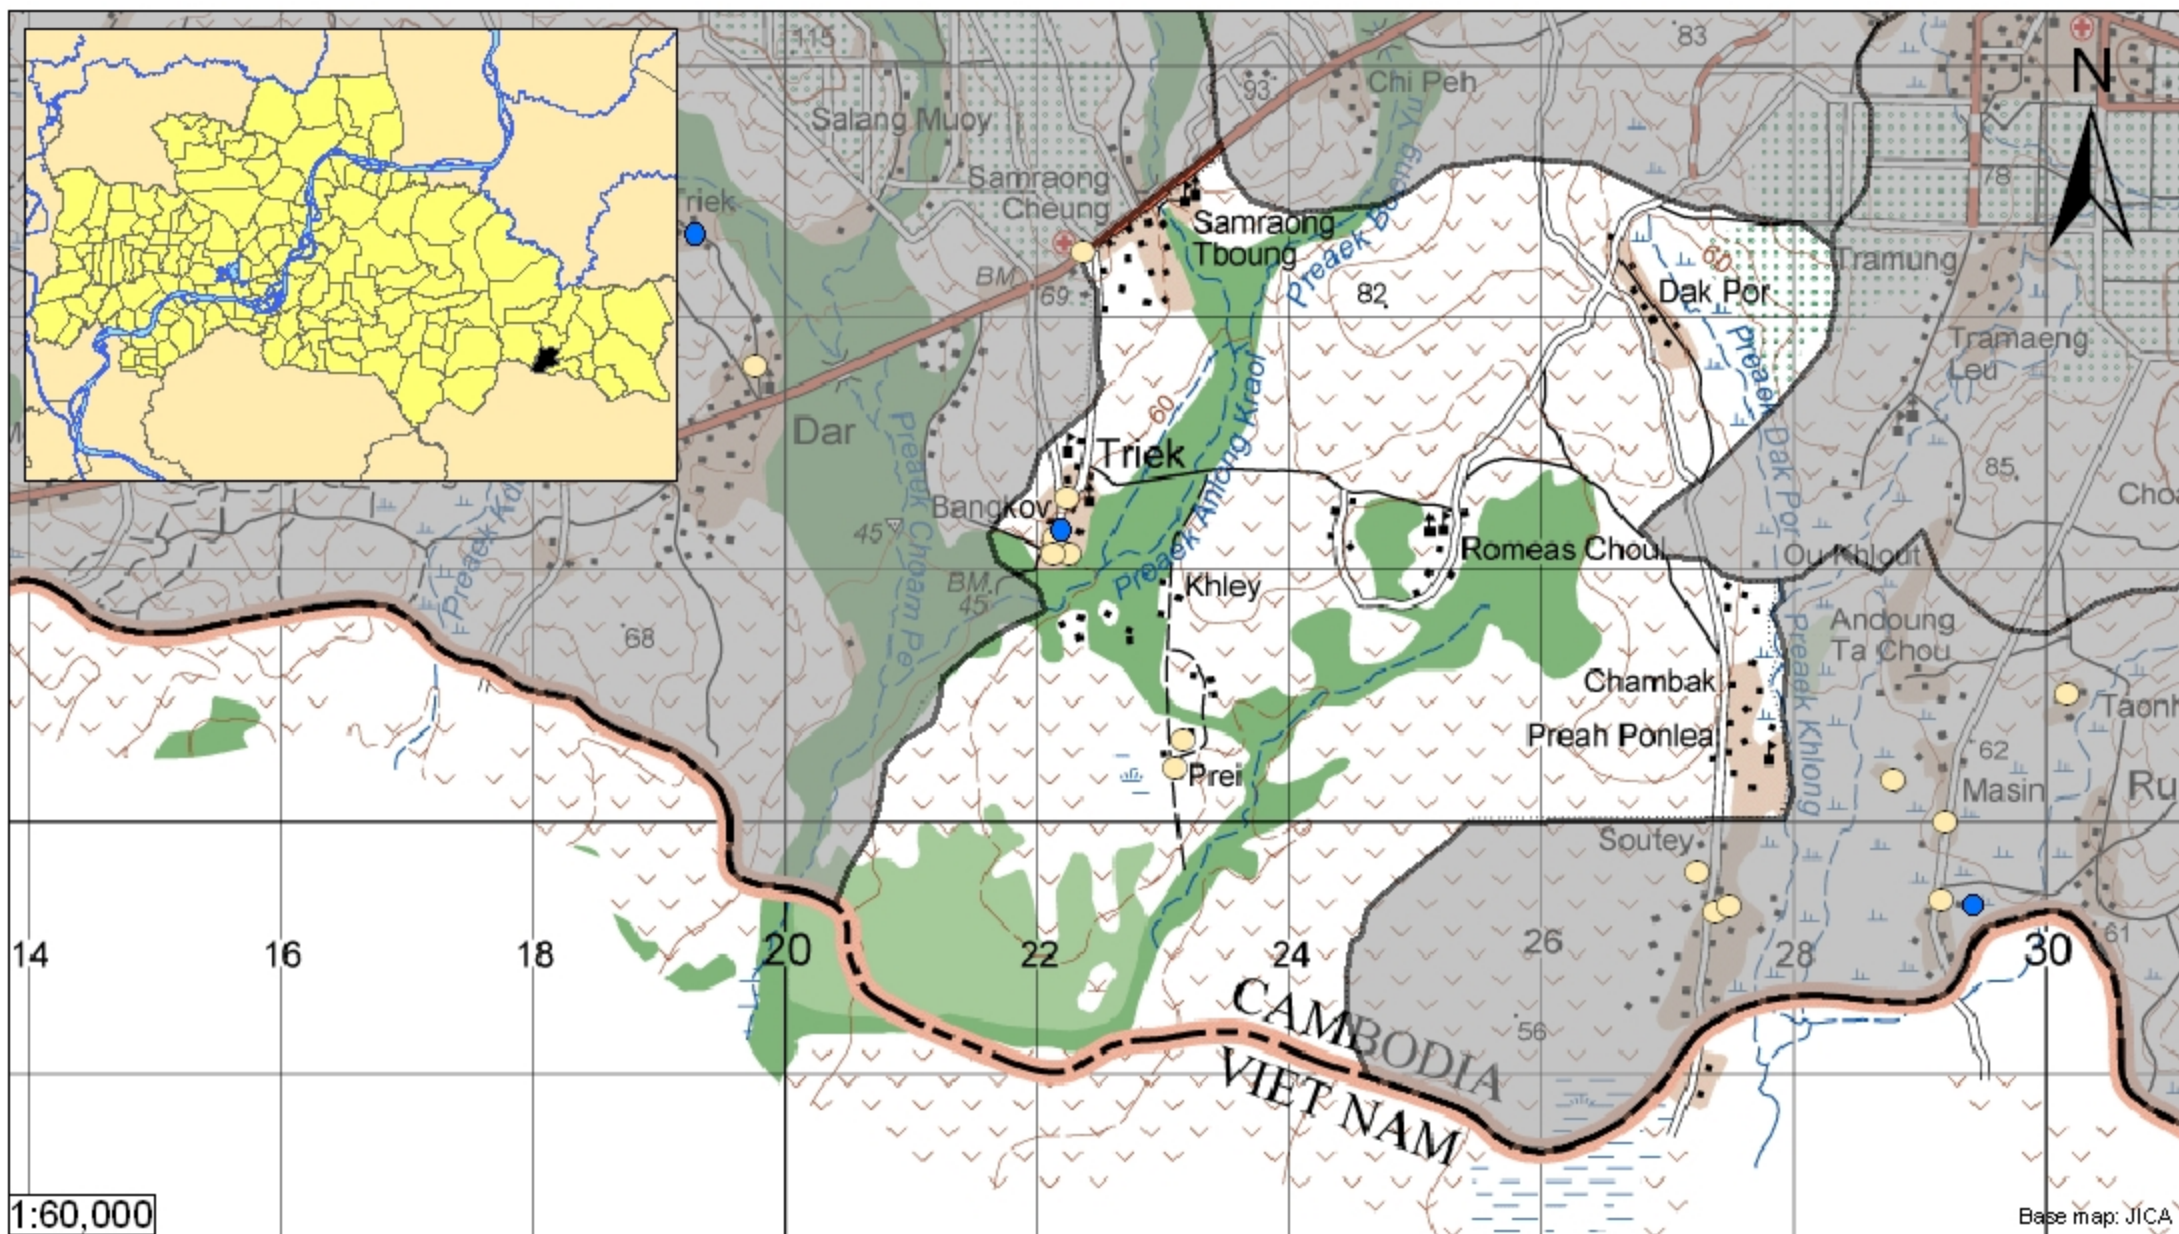 115
83
N
Chi Peh
93
Salang Muoy
Samraong
Cheung
78
Triek
Samraong
Tboung
Preaek Boeng Yu
BM
69
82
60
Dak Por
Tramung
Tramaeng
Leu
Preaek Dak Por
60
Dar
Triek
Preaek Anlong Kraol
85
Cho
Bangkov
45
Preaek Choam Pe
Romeas Choul
Ou Khlout
BM
45
Khley
68
Andoung
Ta Chou
Chambak
Preaek Khlong
Taonh
Preah Ponlea
62
Prei
Masin
Ru
Soutey
14
16
18
20
22
24
26
28
30
61
CAMBODIA
56
VIET NAM
1:60,000
Base map: JICA